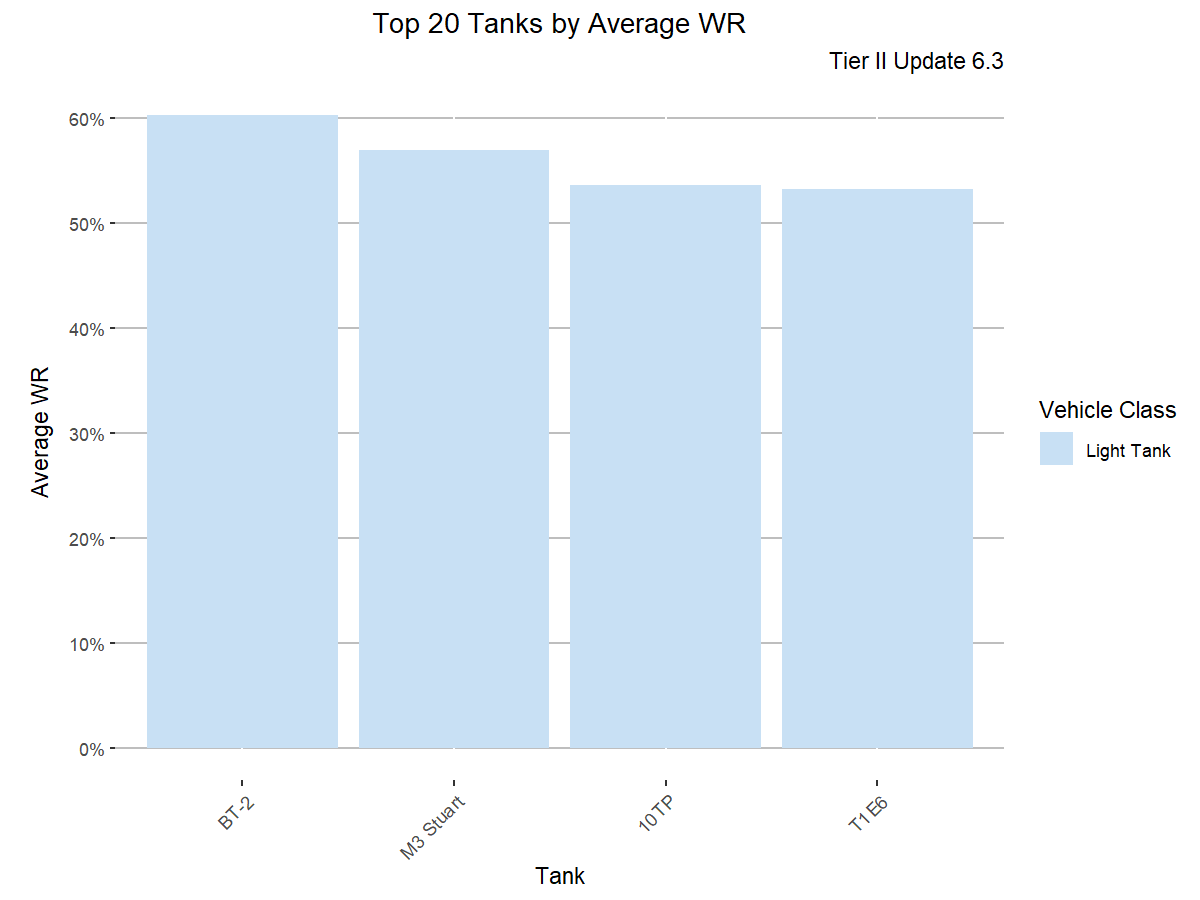 Top 20 Tanks by Average WR
Tier II Update 6.3
Average WR
60%
50%
40%
30%
20%
10%
0%
BT-2
M3 Stuart
10TP
T1E6
Tank
Vehicle Class
Light Tank